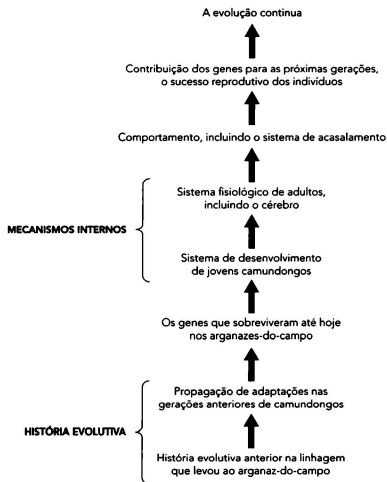 A evolução continua
Contribuição dos genes para as próximas gerações,
o sucesso reprodutivo dos indivíduos
Comportamento, incluindo o sistema de acasalamento
Sistema fisiológico de adultos,
incluindo o cérebro
MECANISMOS INTERNOS
Sistema de desenvolvimento
de jovens camundongos
Os genes que sobreviveram até hoje
nos arganazes-do-campo
Propagação de adaptações nas
gerações anteriores de camundongos
HISTÓRIA EVOLUTIVA
História evolutiva anterior na linhagem
que levou ao arganaz-do-campo